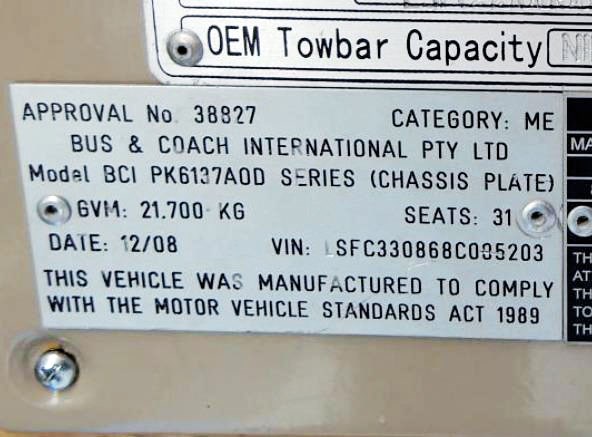 OEM Towbar Capacity
APPROVAL No. 38827 CATEGORY: ME
BUS & COACH INTERNATIONAL PTY LTD
Model BCI PK6137AOD SERIES (CHASSIS PLATE)
GVM: 21.700 KG SEATS: 31
DATE: 12/08 VIN: LSFC330868C005203
THIS VEHICLE WAS MANUFACTURED TO COMPLY
WITH THE MOTOR VEHICLE STANDARDS ACT 1989